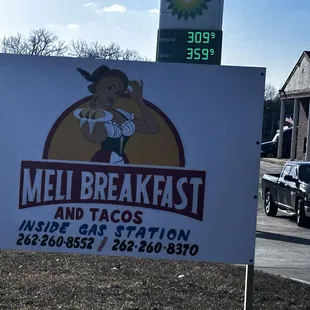 3099
3599
MELI BREAKFAST
AND TACOS
INSIDE GAS STATION
262-260-8552 / 262-260-8370